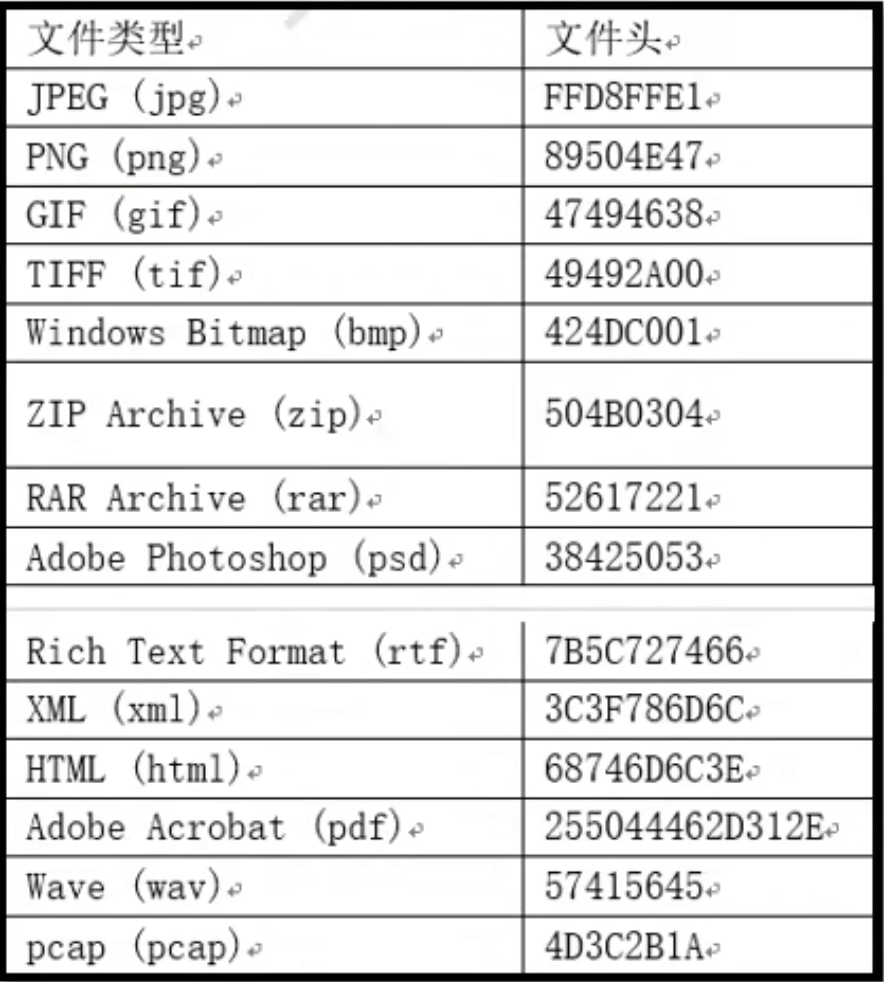 文件类型 文件头
JPEG (jpg) FFD8FFE1
PNG (png) 89504E47
GIF (gif) 47494638
TIFF (tif) 49492A00
Windows Bitmap (bmp) 424DC001
ZIP Archive (zip) 504B0304
RAR Archive (rar) 52617221
Adobe Photoshop (psd) 38425053
Rich Text Format (rtf) 7B5C727466
XML (xml) 3C3F786D6C
HTML (html) 68746D6C3E
Adobe Acrobat (pdf) 255044462D312E
Wave (wav) 57415645
pcap (pcap) 4D3C2B1A